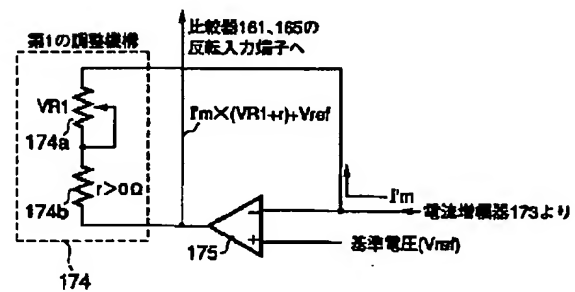 比較器161、165の
反転入力端子へ
第1の調整機構
VR1
174a
I'm×(VR1+r)+Vref
174b
r>0Ω
I'm
電流増幅器173より
基準電圧(Vref)
175
174